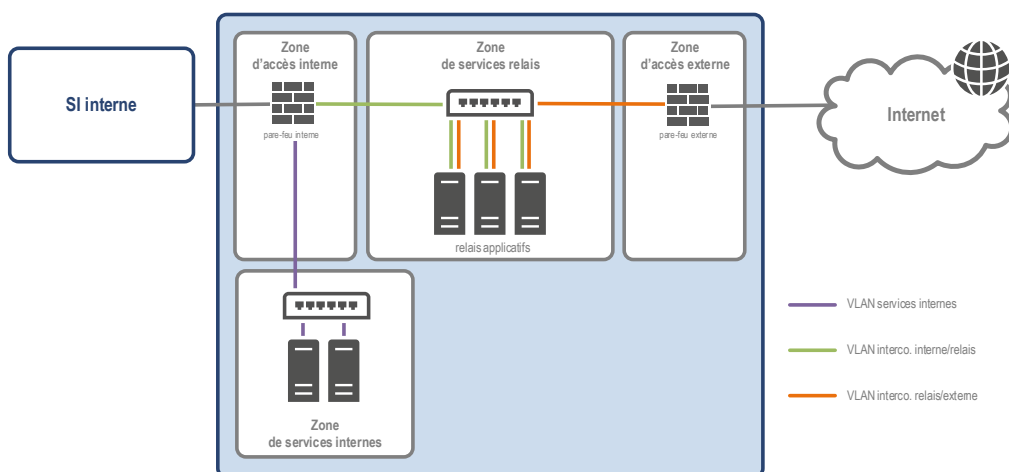 Zone
d'accès interne
Zone
de services relais
Zone
d'accès externe
SI interne
pare-feu interne
pare-feu externe
Internet
relais applicatifs
VLAN services internes
VLAN interco. interne/relais
VLAN interco. relais/externe
Zone
de services internes